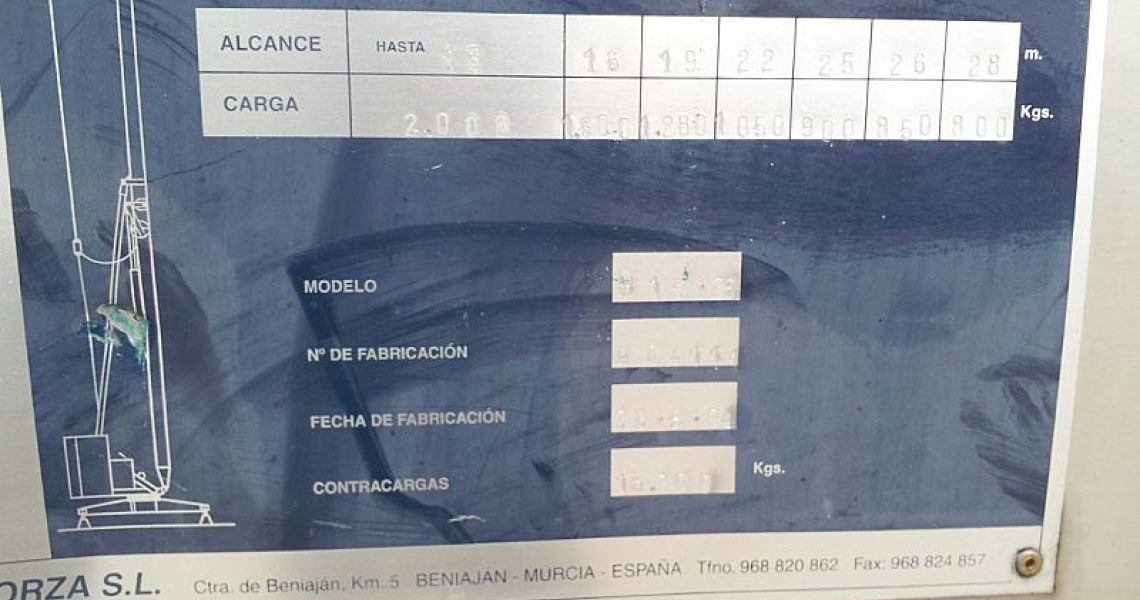 ALCANCE HASTA 16 19 22 25 26 28 m.
CARGA 2.000 1.280 1050 900 850 800 Kgs.
MODELO
Nº DE FABRICACIÓN
FECHA DE FABRICACIÓN
CONTRACARGAS Kgs.
ORZA S.L. Ctra. de Beniaján, Km. 5 BENIAJÁN - MURCIA - ESPAÑA Tfno. 968 820 862 Fax: 968 824 857